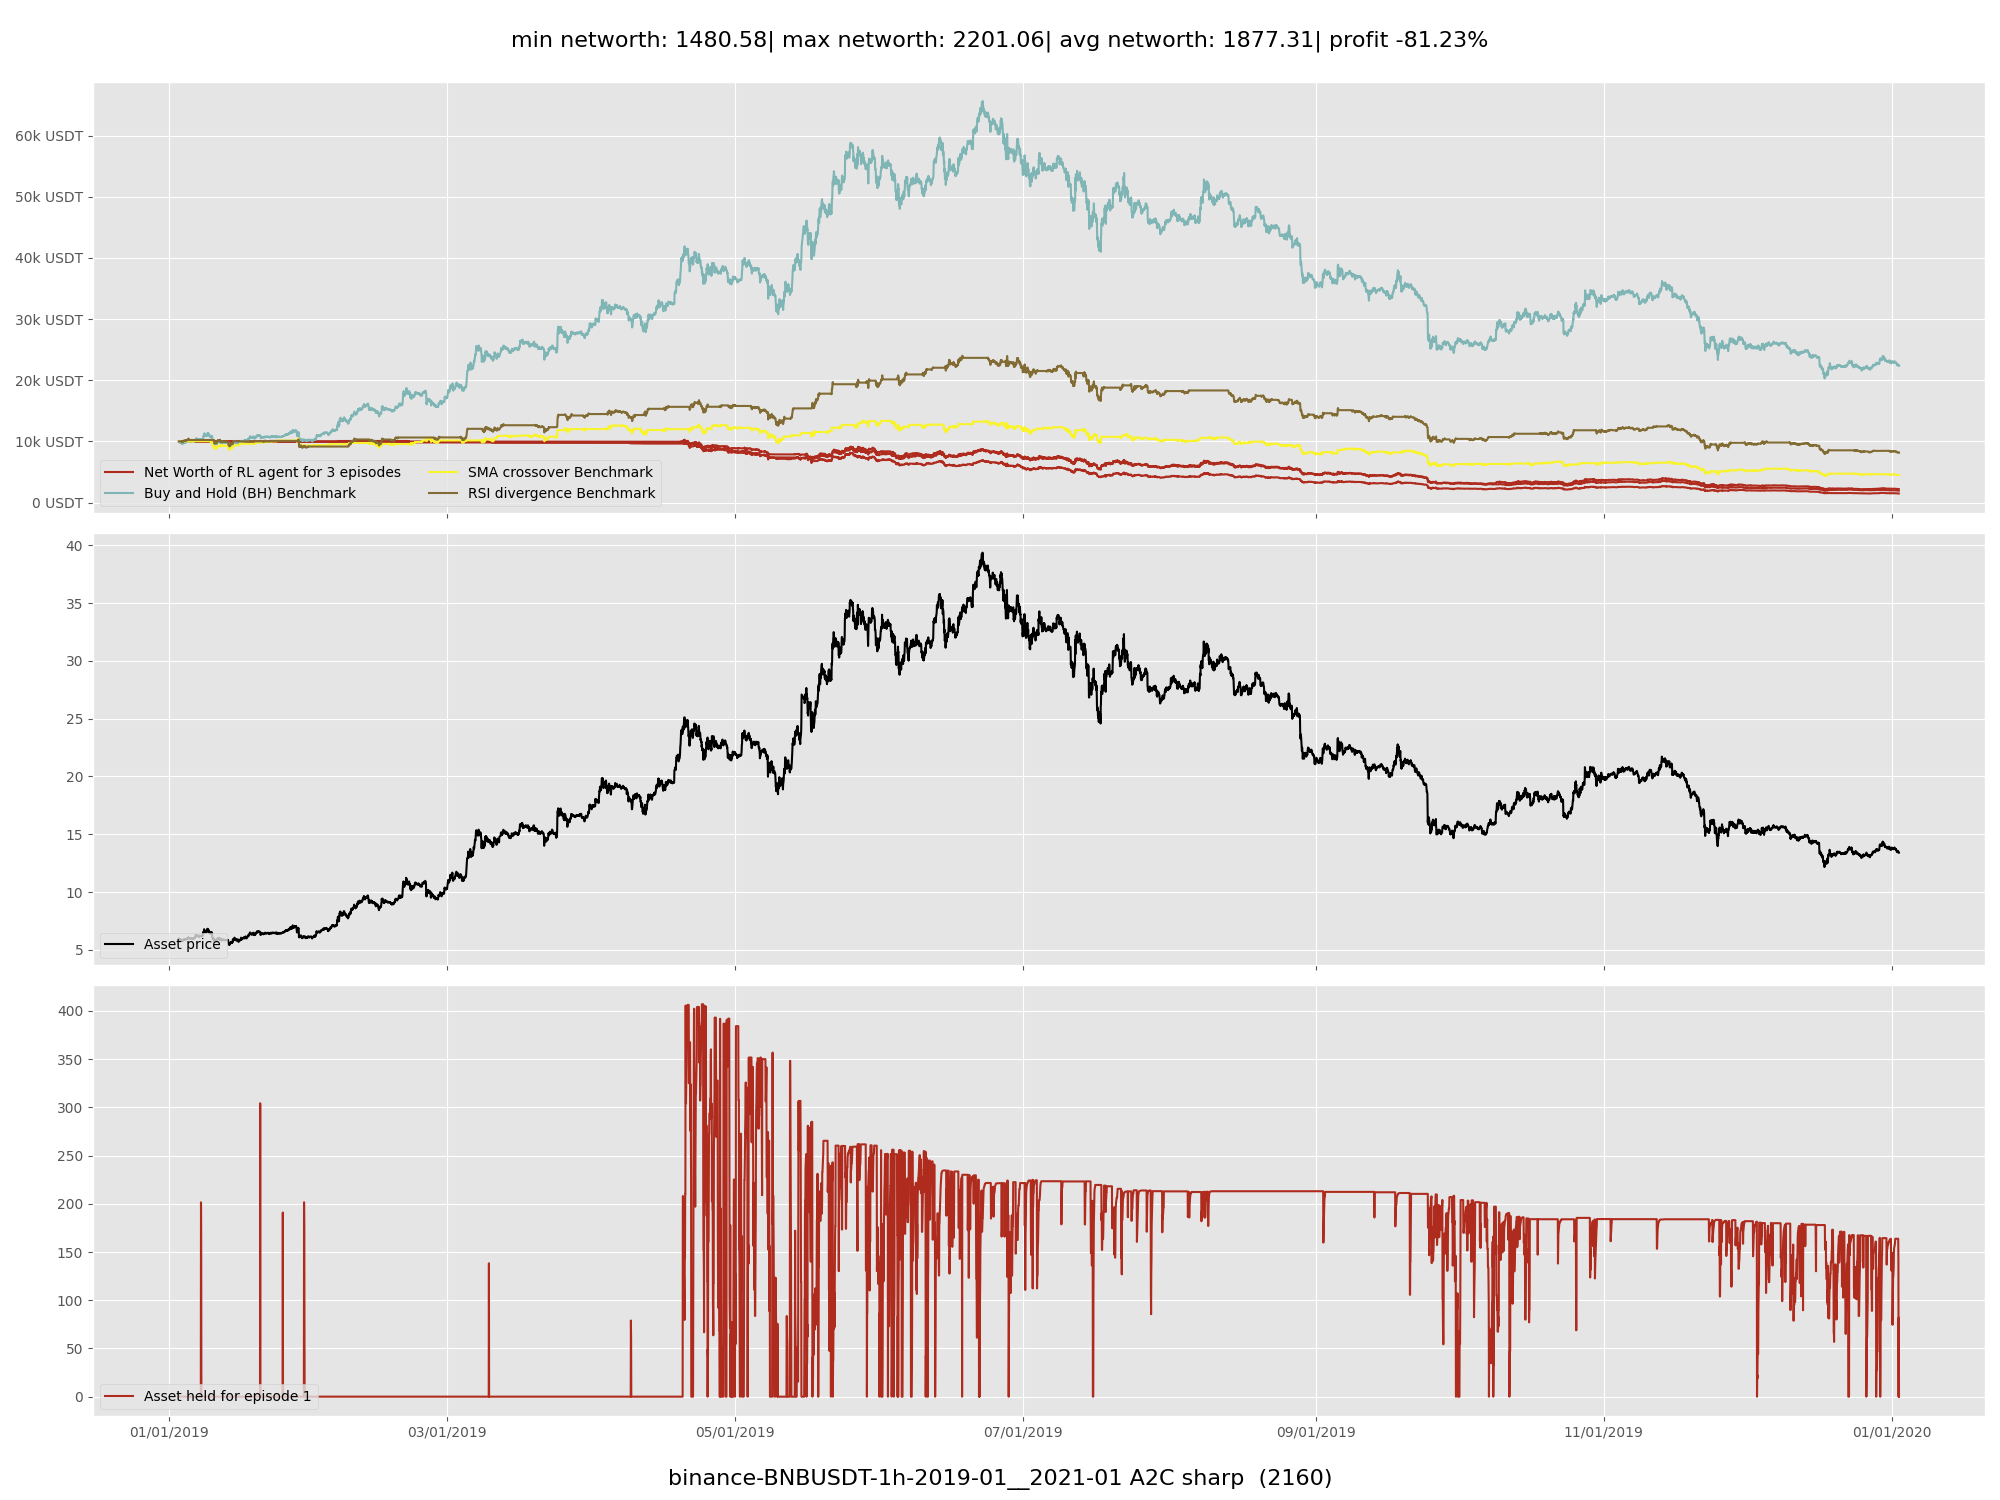 min networth: 1480.58| max networth: 2201.06| avg networth: 1877.31| profit -81.23%
60k USDT
50k USDT
40k USDT
30k USDT
20k USDT
10k USDT
0 USDT
Net Worth of RL agent for 3 episodes
Buy and Hold (BH) Benchmark
SMA crossover Benchmark
RSI divergence Benchmark
40
35
30
25
20
15
10
5
Asset price
400
350
300
250
200
150
100
50
0
Asset held for episode 1
01/01/2019 03/01/2019 05/01/2019 07/01/2019 09/01/2019 11/01/2019 01/01/2020
binance-BNBUSDT-1h-2019-01__2021-01 A2C sharp (2160)